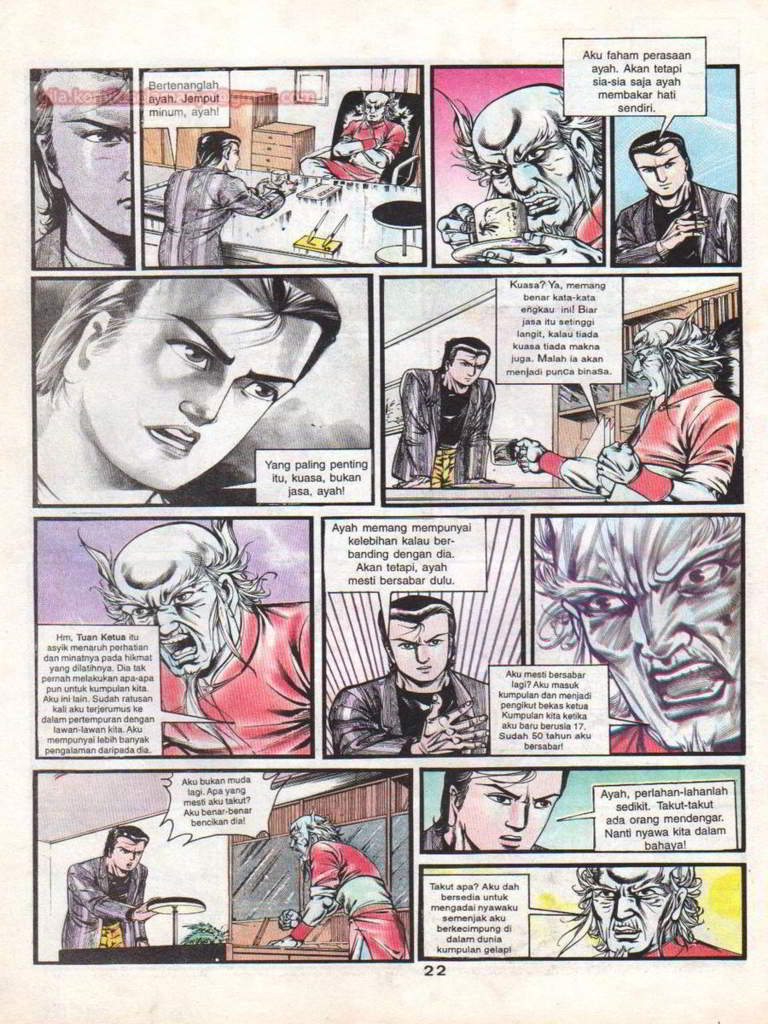 Bertenanglah
ayah. Jemput
minum, ayah!
Aku faham perasaan
ayah. Akan tetapi
sia-sia saja ayah
membakar hati
sendiri.
Yang paling penting
itu, kuasa, bukan
jasa, ayah!
Kuasa? Ya, memang
benar kata-kata
engkau ini! Biar
jasa itu setinggi
langit, kalau tiada
kuasa tiada makna
juga. Malah ia akan
menjadi punca binasa.
Hm, Tuan Ketua itu
asyik menaruh perhatian
dan minatnya pada hikmat
yang dilatihnya. Dia tak
pernah melakukan apa-apa
pun untuk kumpulan kita.
Aku ini lain. Sudah ratusan
kali aku terjerumus ke
dalam pertempuran dengan
lawan-lawan kita. Aku
mempunyai lebih banyak
pengalaman daripada dia.
Ayah memang mempunyai
kelebihan kalau ber-
banding dengan dia.
Akan tetapi, ayah
mesti bersabar dulu.
Aku mesti bersabar
lagi? Aku masuk
kumpulan dan menjadi
pengikut bekas ketua
Kumpulan kita ketika
aku baru berusia 17.
Sudah 50 tahun aku
bersabar!
Aku bukan muda
lagi. Apa yang
mesti aku takut?
Aku benar-benar
bencikan dia!
Ayah, perlahan-lahanlah
sedikit. Takut-takut
ada orang mendengar.
Nanti nyawa kita dalam
bahaya!
Takut apa? Aku dah
bersedia untuk
mengadai nyawaku
semenjak aku
berkecimpung di
dalam dunia
kumpulan gelap!
22